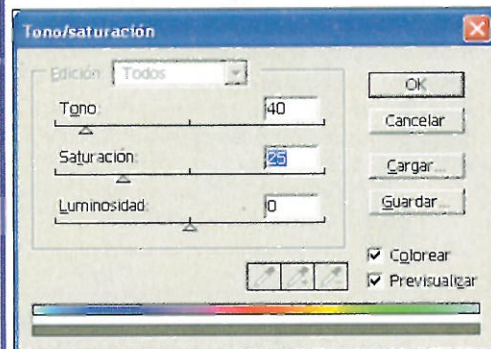 Tono/saturación
Edición: Todos
OK
Tono: 40
Cancelar
Saturación: 25
Cargar...
Luminosidad: 0
Guardar...
Colorear
Previsualizar